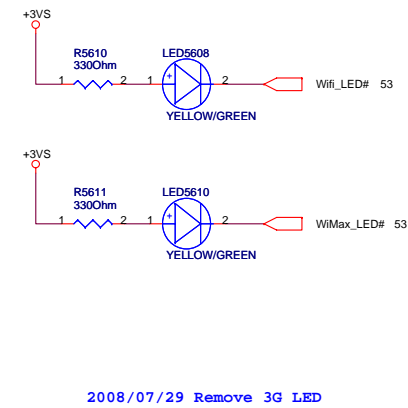 +3VS
R5610
330Ohm
LED5608
1 2 1 + 2
Wifi_LED# 53
YELLOW/GREEN
+3VS
R5611
330Ohm
LED5610
1 2 1 + 2
WiMax_LED# 53
YELLOW/GREEN
2008/07/29 Remove 3G LED